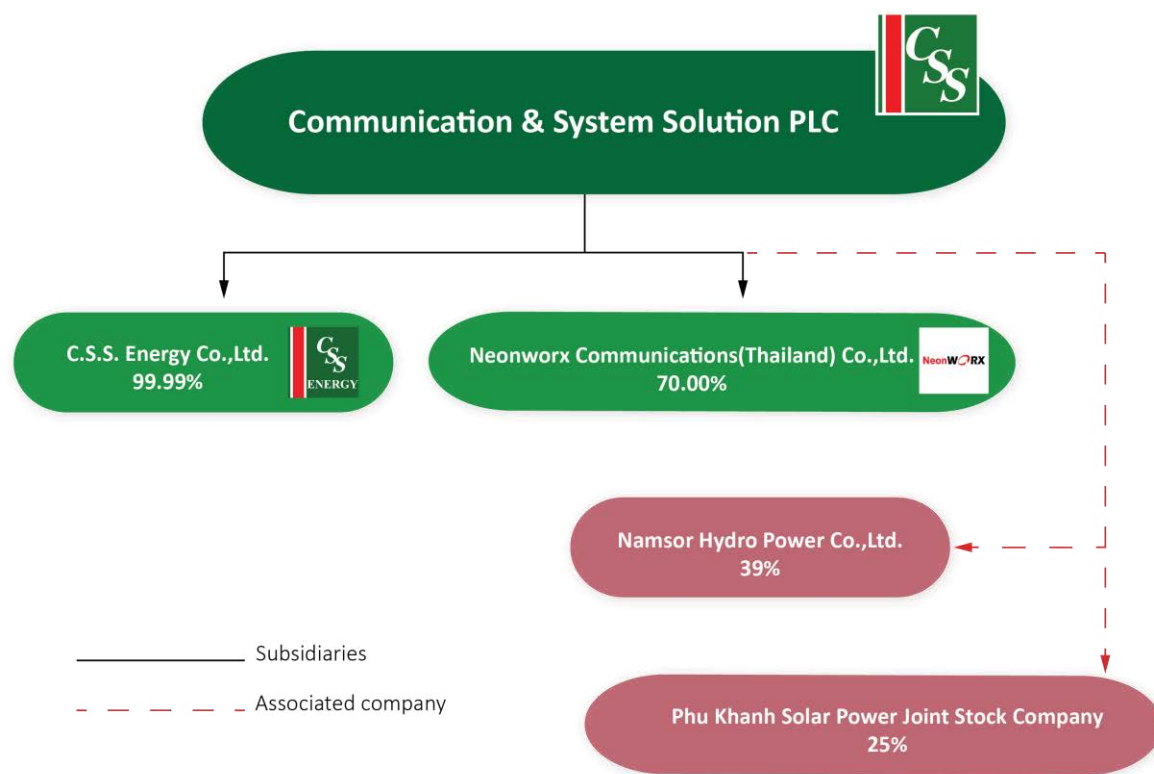 CSS
Communication & System Solution PLC
C.S.S. Energy Co.,Ltd.
99.99%
CSS
ENERGY
Neonworx Communications(Thailand) Co.,Ltd.
70.00%
NeonWORX
Namsor Hydro Power Co.,Ltd.
39%
Subsidiaries
Associated company
Phu Khanh Solar Power Joint Stock Company
25%